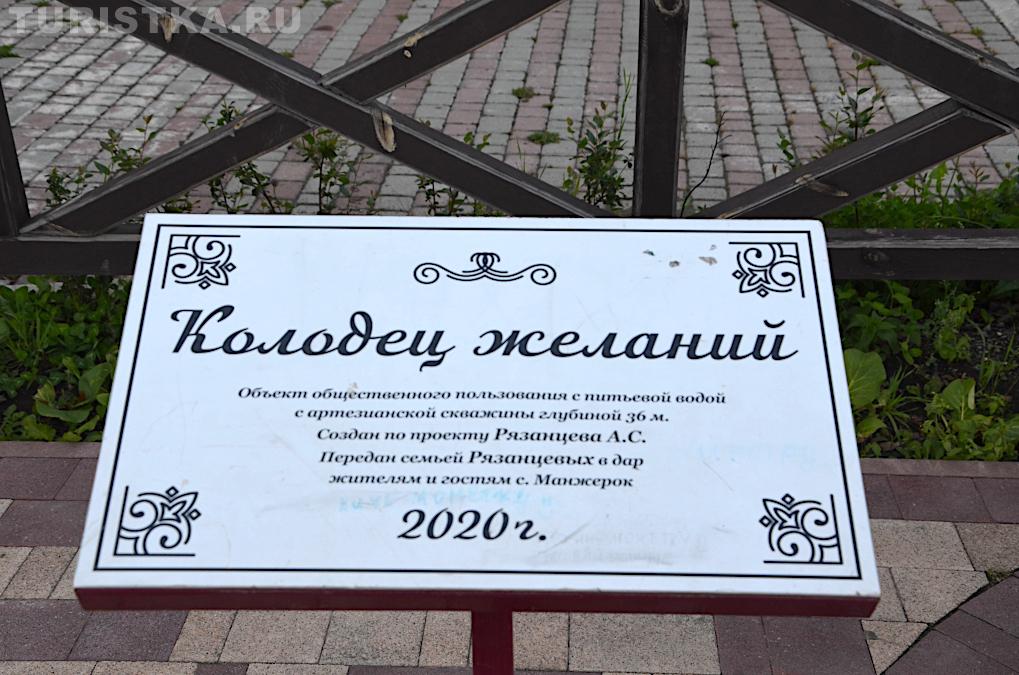 TURISTKA.RU
Колодец желаний
Объект общественного пользования с питьевой водой
с артезианской скважины глубиной 36 м.
Создан по проекту Рязанцева А.С.
Передан семьей Рязанцевых в дар
жителям и гостям с. Манжерок
2020 г.